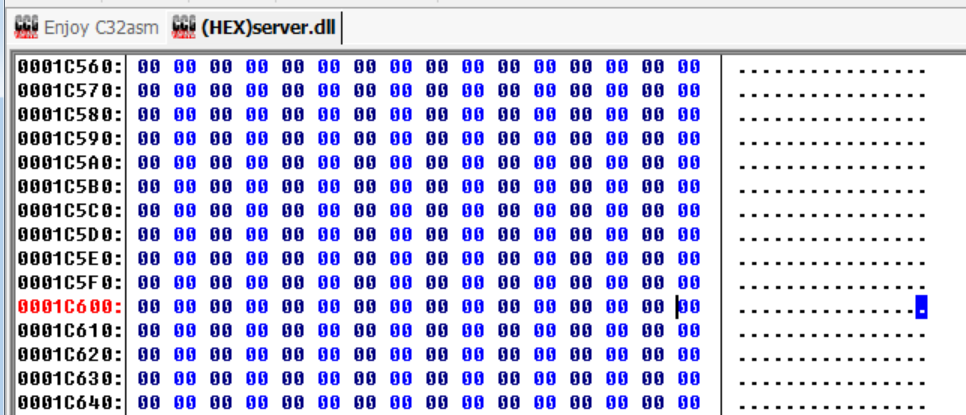 Enjoy C32asm (HEX)server.dll
0001C560: 00 00 00 00 00 00 00 00 00 00 00 00 00 00 00 00 ................
0001C570: 00 00 00 00 00 00 00 00 00 00 00 00 00 00 00 00 ................
0001C580: 00 00 00 00 00 00 00 00 00 00 00 00 00 00 00 00 ................
0001C590: 00 00 00 00 00 00 00 00 00 00 00 00 00 00 00 00 ................
0001C5A0: 00 00 00 00 00 00 00 00 00 00 00 00 00 00 00 00 ................
0001C5B0: 00 00 00 00 00 00 00 00 00 00 00 00 00 00 00 00 ................
0001C5C0: 00 00 00 00 00 00 00 00 00 00 00 00 00 00 00 00 ................
0001C5D0: 00 00 00 00 00 00 00 00 00 00 00 00 00 00 00 00 ................
0001C5E0: 00 00 00 00 00 00 00 00 00 00 00 00 00 00 00 00 ................
0001C5F0: 00 00 00 00 00 00 00 00 00 00 00 00 00 00 00 00 ................
0001C600: 00 00 00 00 00 00 00 00 00 00 00 00 00 00 00 00 ................
0001C610: 00 00 00 00 00 00 00 00 00 00 00 00 00 00 00 00 ................
0001C620: 00 00 00 00 00 00 00 00 00 00 00 00 00 00 00 00 ................
0001C630: 00 00 00 00 00 00 00 00 00 00 00 00 00 00 00 00 ................
0001C640: 00 00 00 00 00 00 00 00 00 00 00 00 00 00 00 00 ................